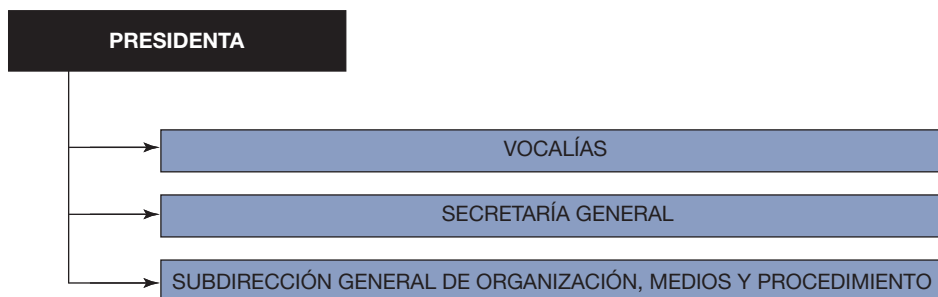 PRESIDENTA
VOCALÍAS
SECRETARÍA GENERAL
SUBDIRECCIÓN GENERAL DE ORGANIZACIÓN, MEDIOS Y PROCEDIMIENTO